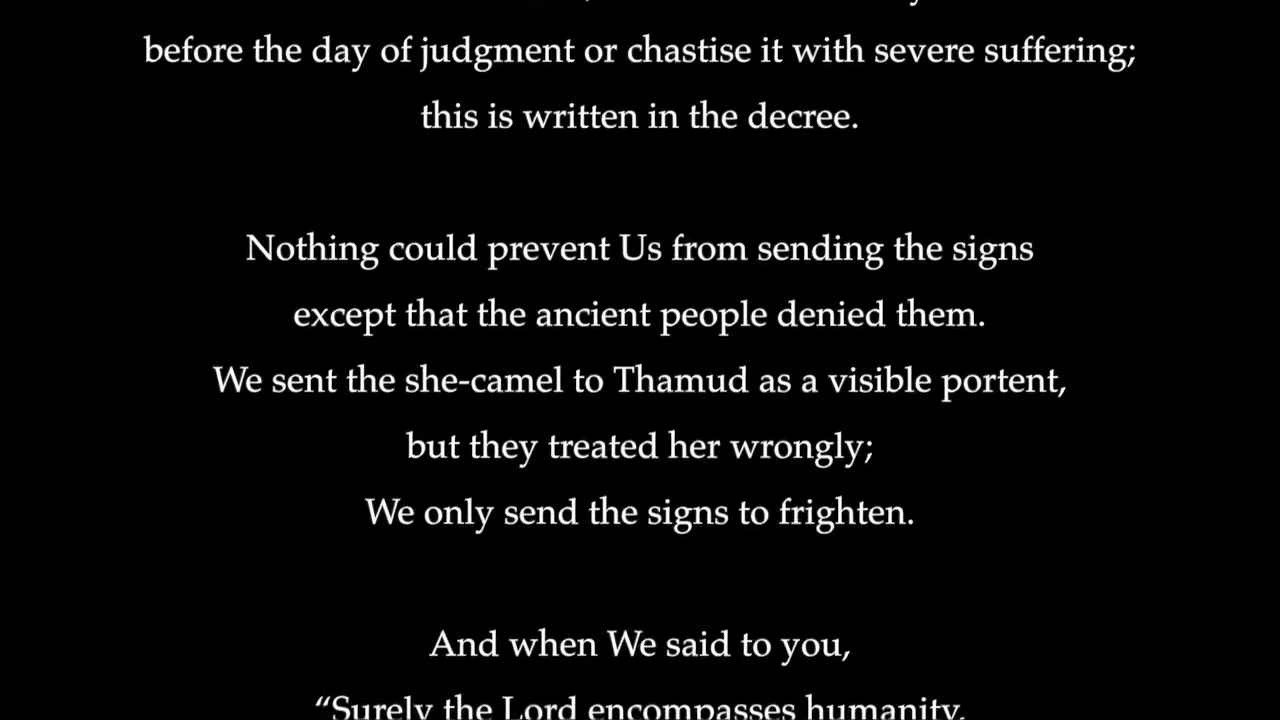 before the day of judgment or chastise it with severe suffering;
this is written in the decree.
Nothing could prevent Us from sending the signs
except that the ancient people denied them.
We sent the she-camel to Thamud as a visible portent,
but they treated her wrongly;
We only send the signs to frighten.
And when We said to you,
“Surely the Lord encompasses humanity,